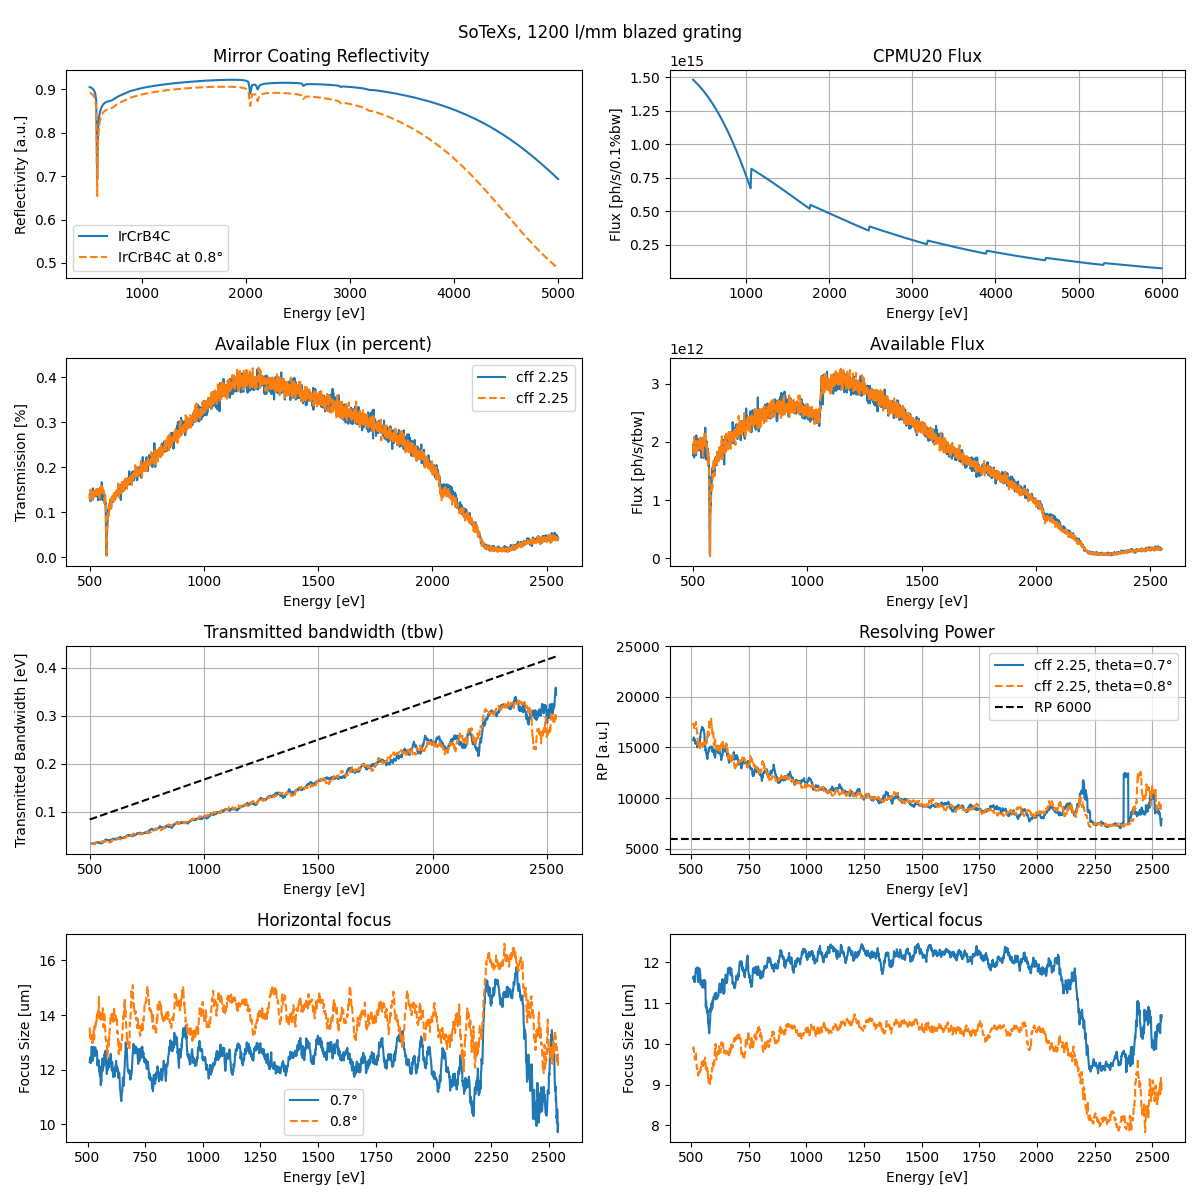 SoTeXs, 1200 l/mm blazed grating
Mirror Coating Reflectivity
Reflectivity [a.u.]
0.9
0.8
0.7
0.6
0.5
IrCrB4C
IrCrB4C at 0.8°
1000
2000
3000
4000
5000
Energy [eV]
CPMU20 Flux
1e15
Flux [ph/s/0.1%bw]
1.50
1.25
1.00
0.75
0.50
0.25
1000
2000
3000
4000
5000
6000
Energy [eV]
Available Flux (in percent)
Transmission [%]
0.4
0.3
0.2
0.1
0.0
cff 2.25
cff 2.25
500
1000
1500
2000
2500
Energy [eV]
Available Flux
1e12
Flux [ph/s/tbw]
3
2
1
0
500
1000
1500
2000
2500
Energy [eV]
Transmitted bandwidth (tbw)
Transmitted Bandwidth [eV]
0.4
0.3
0.2
0.1
500
1000
1500
2000
2500
Energy [eV]
Resolving Power
RP [a.u.]
25000
20000
15000
10000
5000
cff 2.25, theta=0.7°
cff 2.25, theta=0.8°
RP 6000
500
750
1000
1250
1500
1750
2000
2250
2500
Energy [eV]
Horizontal focus
Focus Size [um]
16
14
12
10
0.7°
0.8°
500
750
1000
1250
1500
1750
2000
2250
2500
Energy [eV]
Vertical focus
Focus Size [um]
12
11
10
9
8
500
750
1000
1250
1500
1750
2000
2250
2500
Energy [eV]